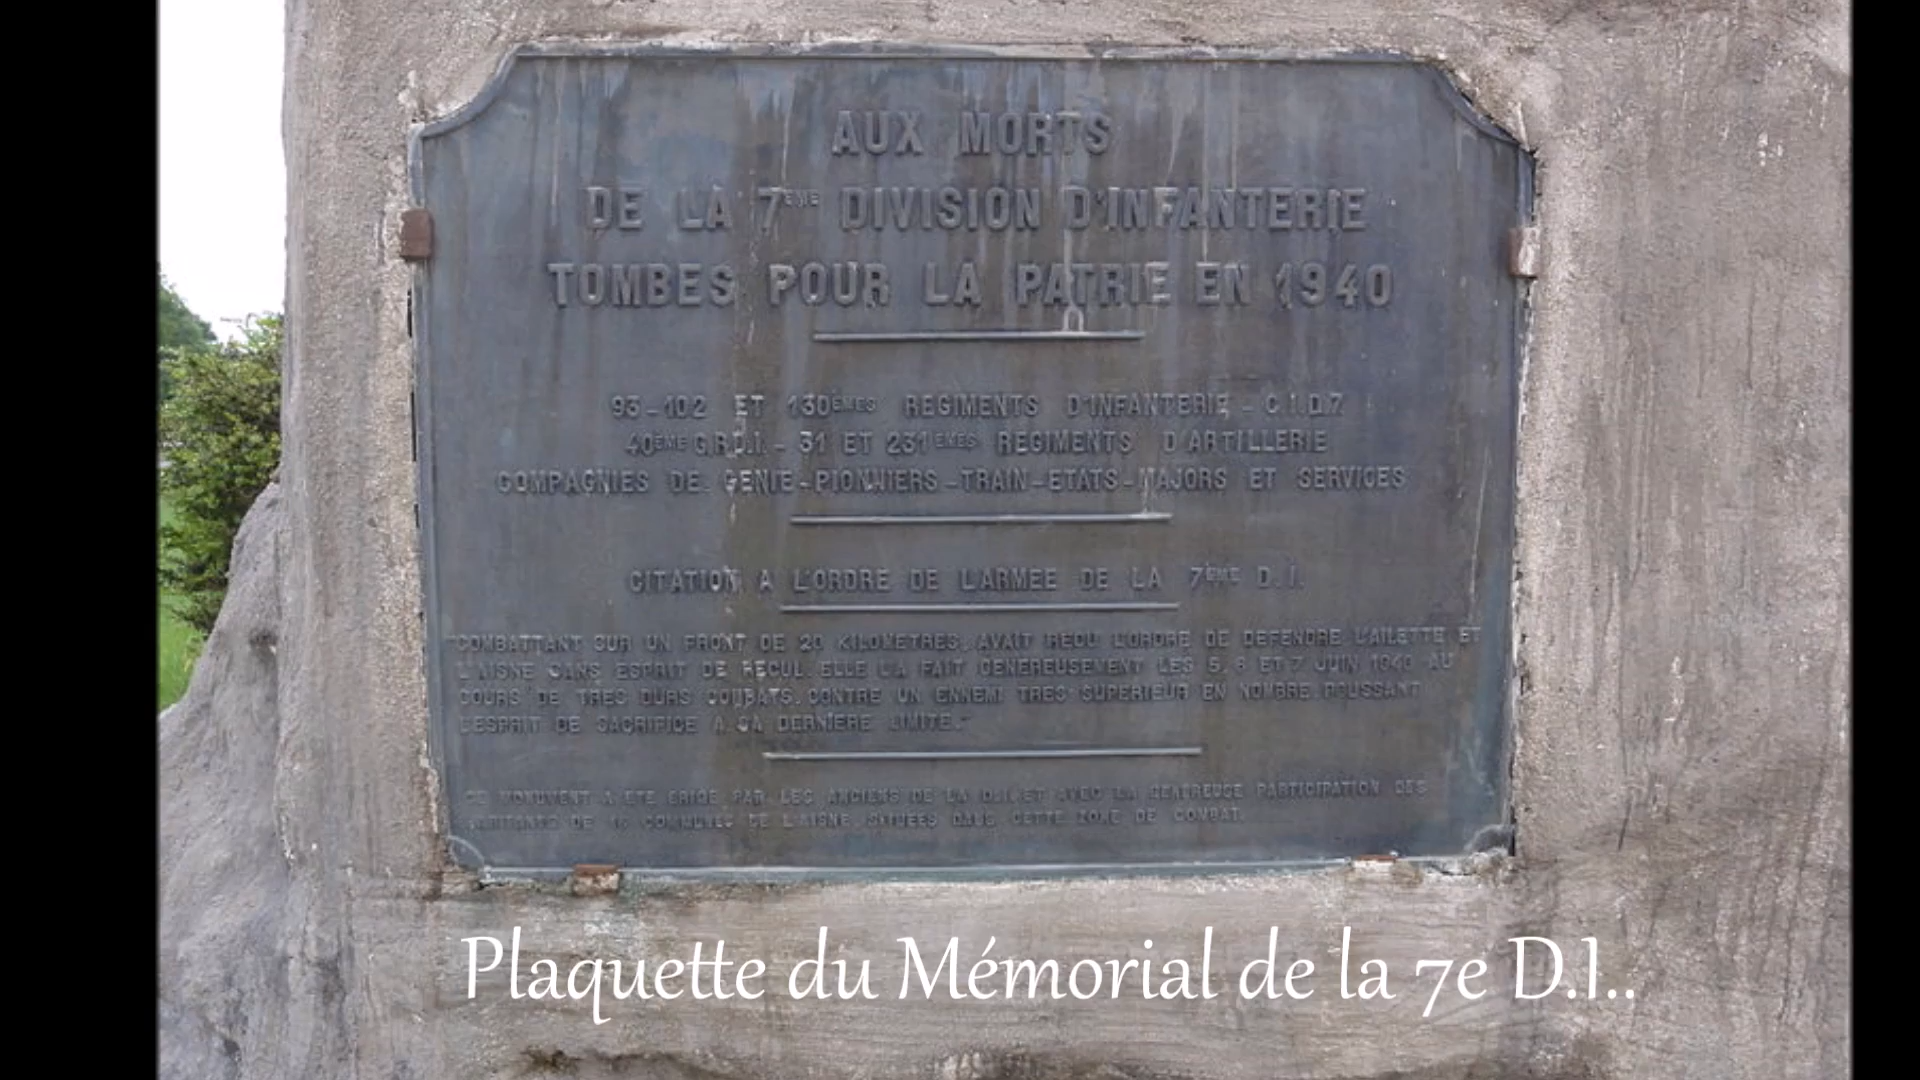 AUX MORTS
DE LA 7ÈME DIVISION D'INFANTERIE
TOMBES POUR LA PATRIE EN 1940
93-102 ET 130ÈMES REGIMENTS D'INFANTERIE - C.I.D.7
40ÈME G.R.D.I. - 31 ET 231ÈMES REGIMENTS D'ARTILLERIE
COMPAGNIES DE GENIE-PIONNIERS-TRAIN-ETATS-MAJORS ET SERVICES
CITATION A L'ORDRE DE L'ARMEE DE LA 7ÈME D.I.
"COMBATTANT SUR UN FRONT DE 20 KILOMETRES, AVAIT REÇU L'ORDRE DE DEFENDRE L'AILETTE ET
L'AISNE SANS ESPRIT DE RECUL. ELLE L'A FAIT GENEREUSEMENT LES 5, 6 ET 7 JUIN 1940 AU
COURS DE TRES DURS COMBATS. CONTRE UN ENNEMI TRES SUPERIEUR EN NOMBRE POUSSANT
L'ESPRIT DE SACRIFICE A SA DERNIERE LIMITE."
CE MONUMENT A ETE ERIGE PAR LES ANCIENS DE LA D.I. ET AVEC LA GENEREUSE PARTICIPATION DES
HABITANTS DE COMMUNES DE L'AISNE SITUEES DANS CETTE ZONE DE COMBAT.
Plaquette du Mémorial de la 7e D.I..